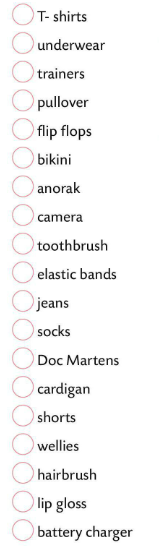 T- shirts
underwear
trainers
pullover
flip flops
bikini
anorak
camera
toothbrush
elastic bands
jeans
socks
Doc Martens
cardigan
shorts
wellies
hairbrush
lip gloss
battery charger